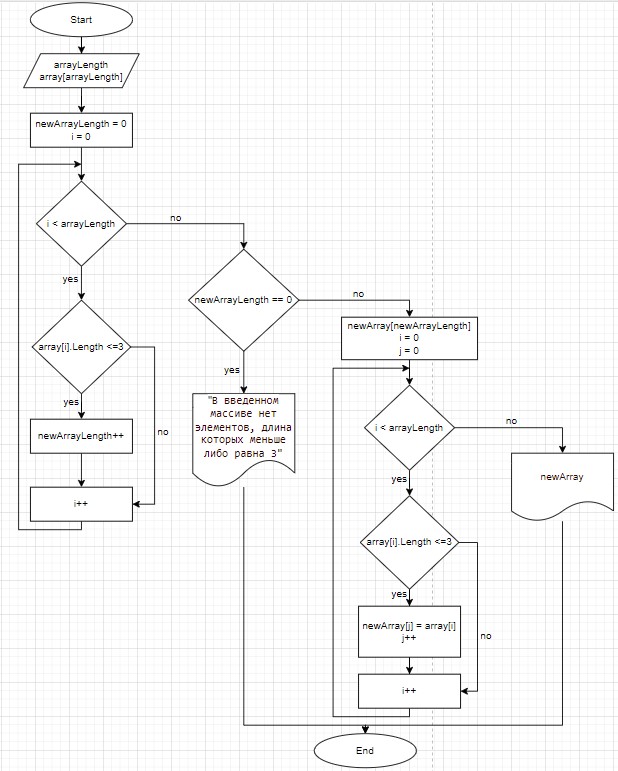 Start
arrayLength
array[arrayLength]
newArrayLength = 0
i = 0
i < arrayLength
no
yes
array[i].Length <=3
yes
no
newArrayLength++
i++
newArrayLength == 0
no
yes
"В введенном
массиве нет
элементов, длина
которых меньше
либо равна 3"
newArray[newArrayLength]
i = 0
j = 0
i < arrayLength
no
yes
newArray
array[i].Length <=3
yes
no
newArray[j] = array[i]
j++
i++
End